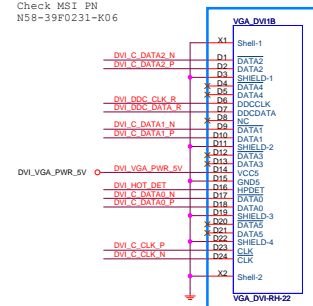 Check MSI PN
N58-39F0231-K06
VGA_DVI1B
X1 Shell-1
DVI_C_DATA2_N D1 DATA2
DVI_C_DATA2_P D2 DATA2
D3 SHIELD-1
D4 DATA4
D5 DATA4
DVI_DDC_CLK_R D6 DDCCLK
DVI_DDC_DATA_R D7 DDCDATA
D8 NC
DVI_C_DATA1_N D9 DATA1
DVI_C_DATA1_P D10 DATA1
D11 SHIELD-2
D12 DATA3
D13 DATA3
DVI_VGA_PWR_5V DVI_VGA_PWR_5V D14 VCC5
D15 GND5
DVI_HOT_DET D16 HPDET
DVI_C_DATA0_N D17 DATA0
DVI_C_DATA0_P D18 DATA0
D19 SHIELD-3
D20 DATA5
D21 DATA5
D22 SHIELD-4
DVI_C_CLK_P D23 CLK
DVI_C_CLK_N D24 CLK
X2 Shell-2
VGA_DVI-RH-22